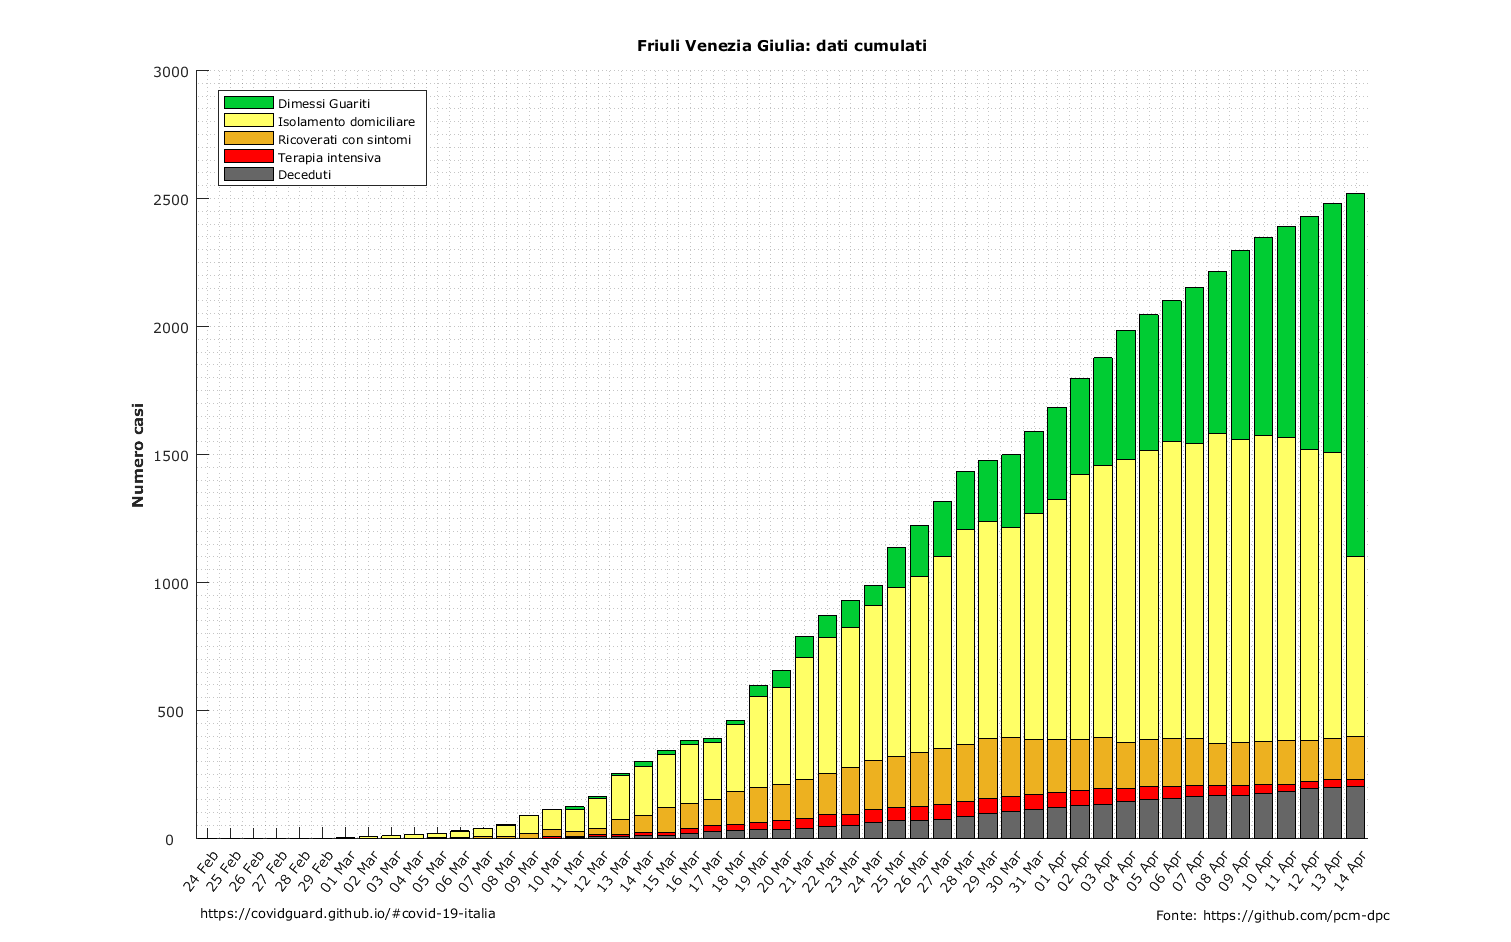 Friuli Venezia Giulia: dati cumulati
3000
2500
2000
1500
1000
500
0
Numero casi
Dimessi Guariti
Isolamento domiciliare
Ricoverati con sintomi
Terapia intensiva
Deceduti
24 Feb
25 Feb
26 Feb
27 Feb
28 Feb
29 Feb
01 Mar
02 Mar
03 Mar
04 Mar
05 Mar
06 Mar
07 Mar
08 Mar
09 Mar
10 Mar
11 Mar
12 Mar
13 Mar
14 Mar
15 Mar
16 Mar
17 Mar
18 Mar
19 Mar
20 Mar
21 Mar
22 Mar
23 Mar
24 Mar
25 Mar
26 Mar
27 Mar
28 Mar
29 Mar
30 Mar
31 Mar
01 Apr
02 Apr
03 Apr
04 Apr
05 Apr
06 Apr
07 Apr
08 Apr
09 Apr
10 Apr
11 Apr
12 Apr
13 Apr
14 Apr
https://covidguard.github.io/#covid-19-italia
Fonte: https://github.com/pcm-dpc